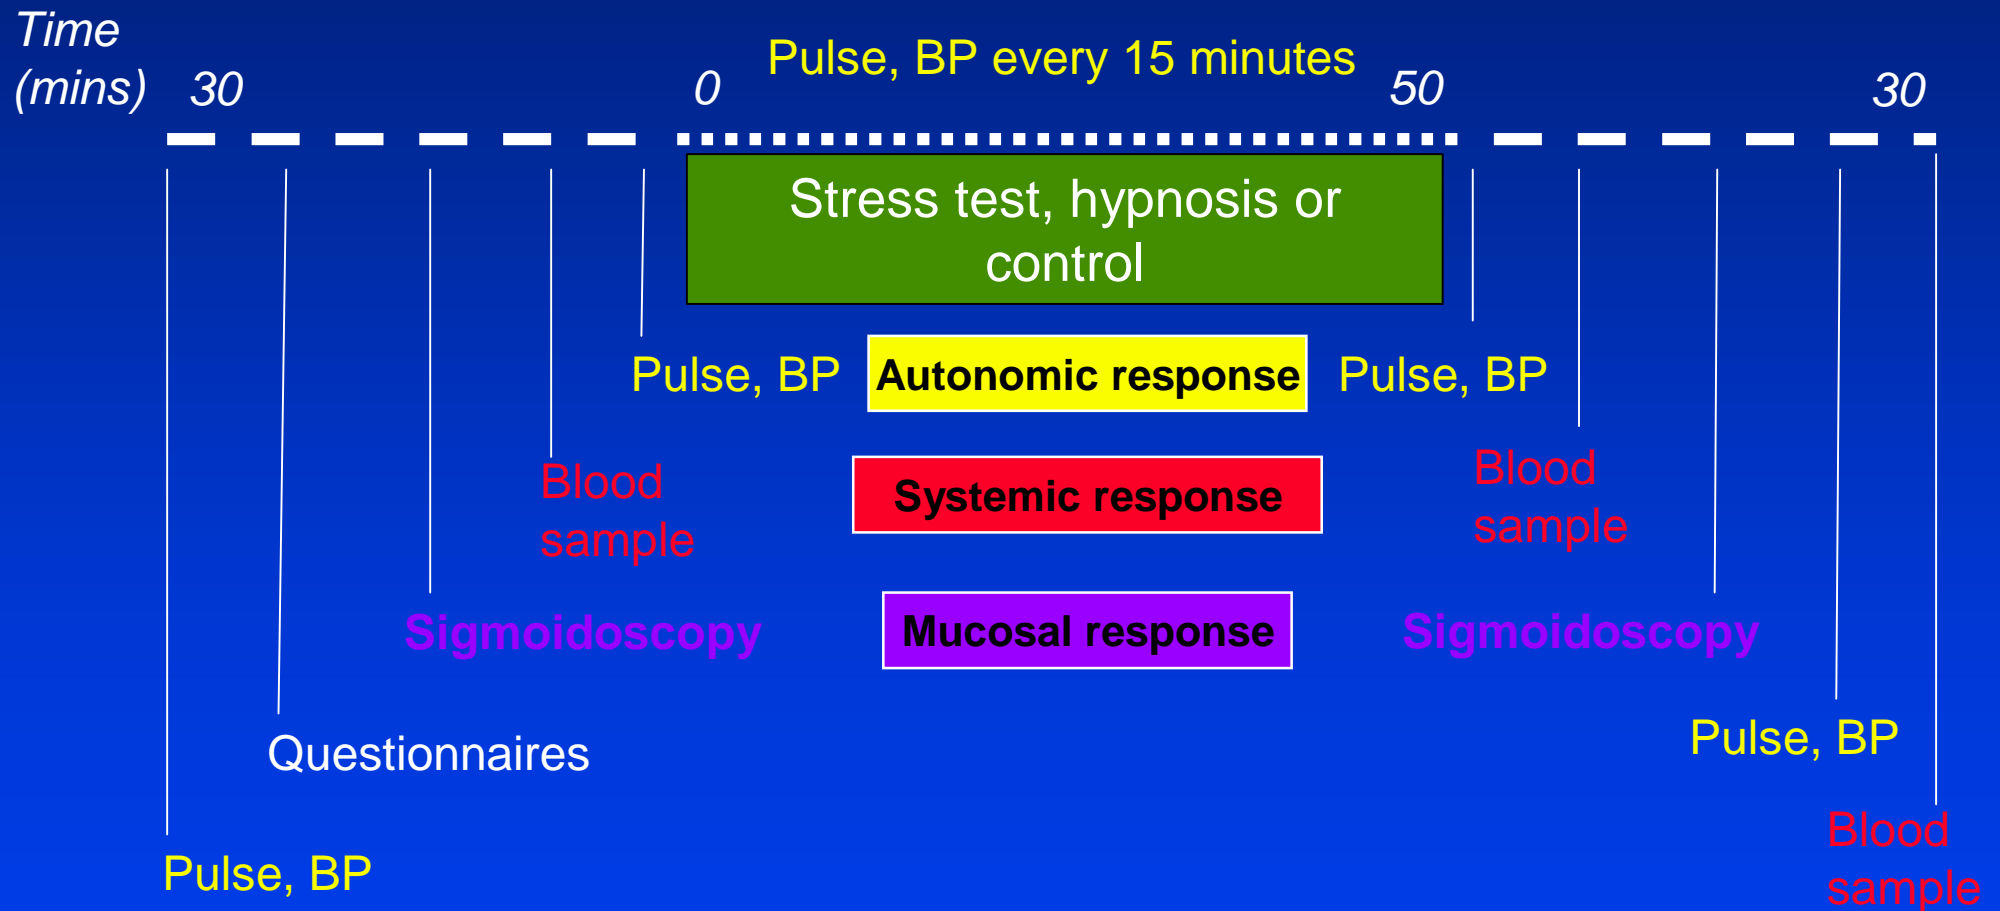 Time
(mins)
30
0
Pulse, BP every 15 minutes
50
30
Stress test, hypnosis or
control
Pulse, BP
Autonomic response
Pulse, BP
Blood
sample
Systemic response
Blood
sample
Sigmoidoscopy
Mucosal response
Sigmoidoscopy
Questionnaires
Pulse, BP
Pulse, BP
Blood
sample